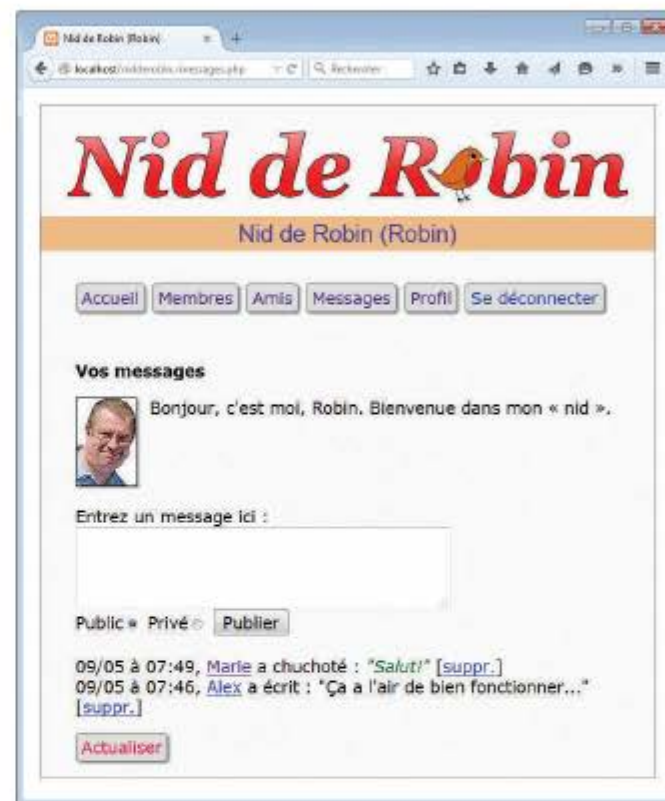 Nid de Robin (Robin)
localhost/nidderobin/messages.php Rechercher
Nid de Robin
Nid de Robin (Robin)
Accueil Membres Amis Messages Profil Se déconnecter
Vos messages
Bonjour, c'est moi, Robin. Bienvenue dans mon « nid ».
Entrez un message ici :
Public Privé Publier
09/05 à 07:49, Marie a chuchoté : "Salut!" [suppr.]
09/05 à 07:46, Alex a écrit : "Ça a l'air de bien fonctionner..."
[suppr.]
Actualiser